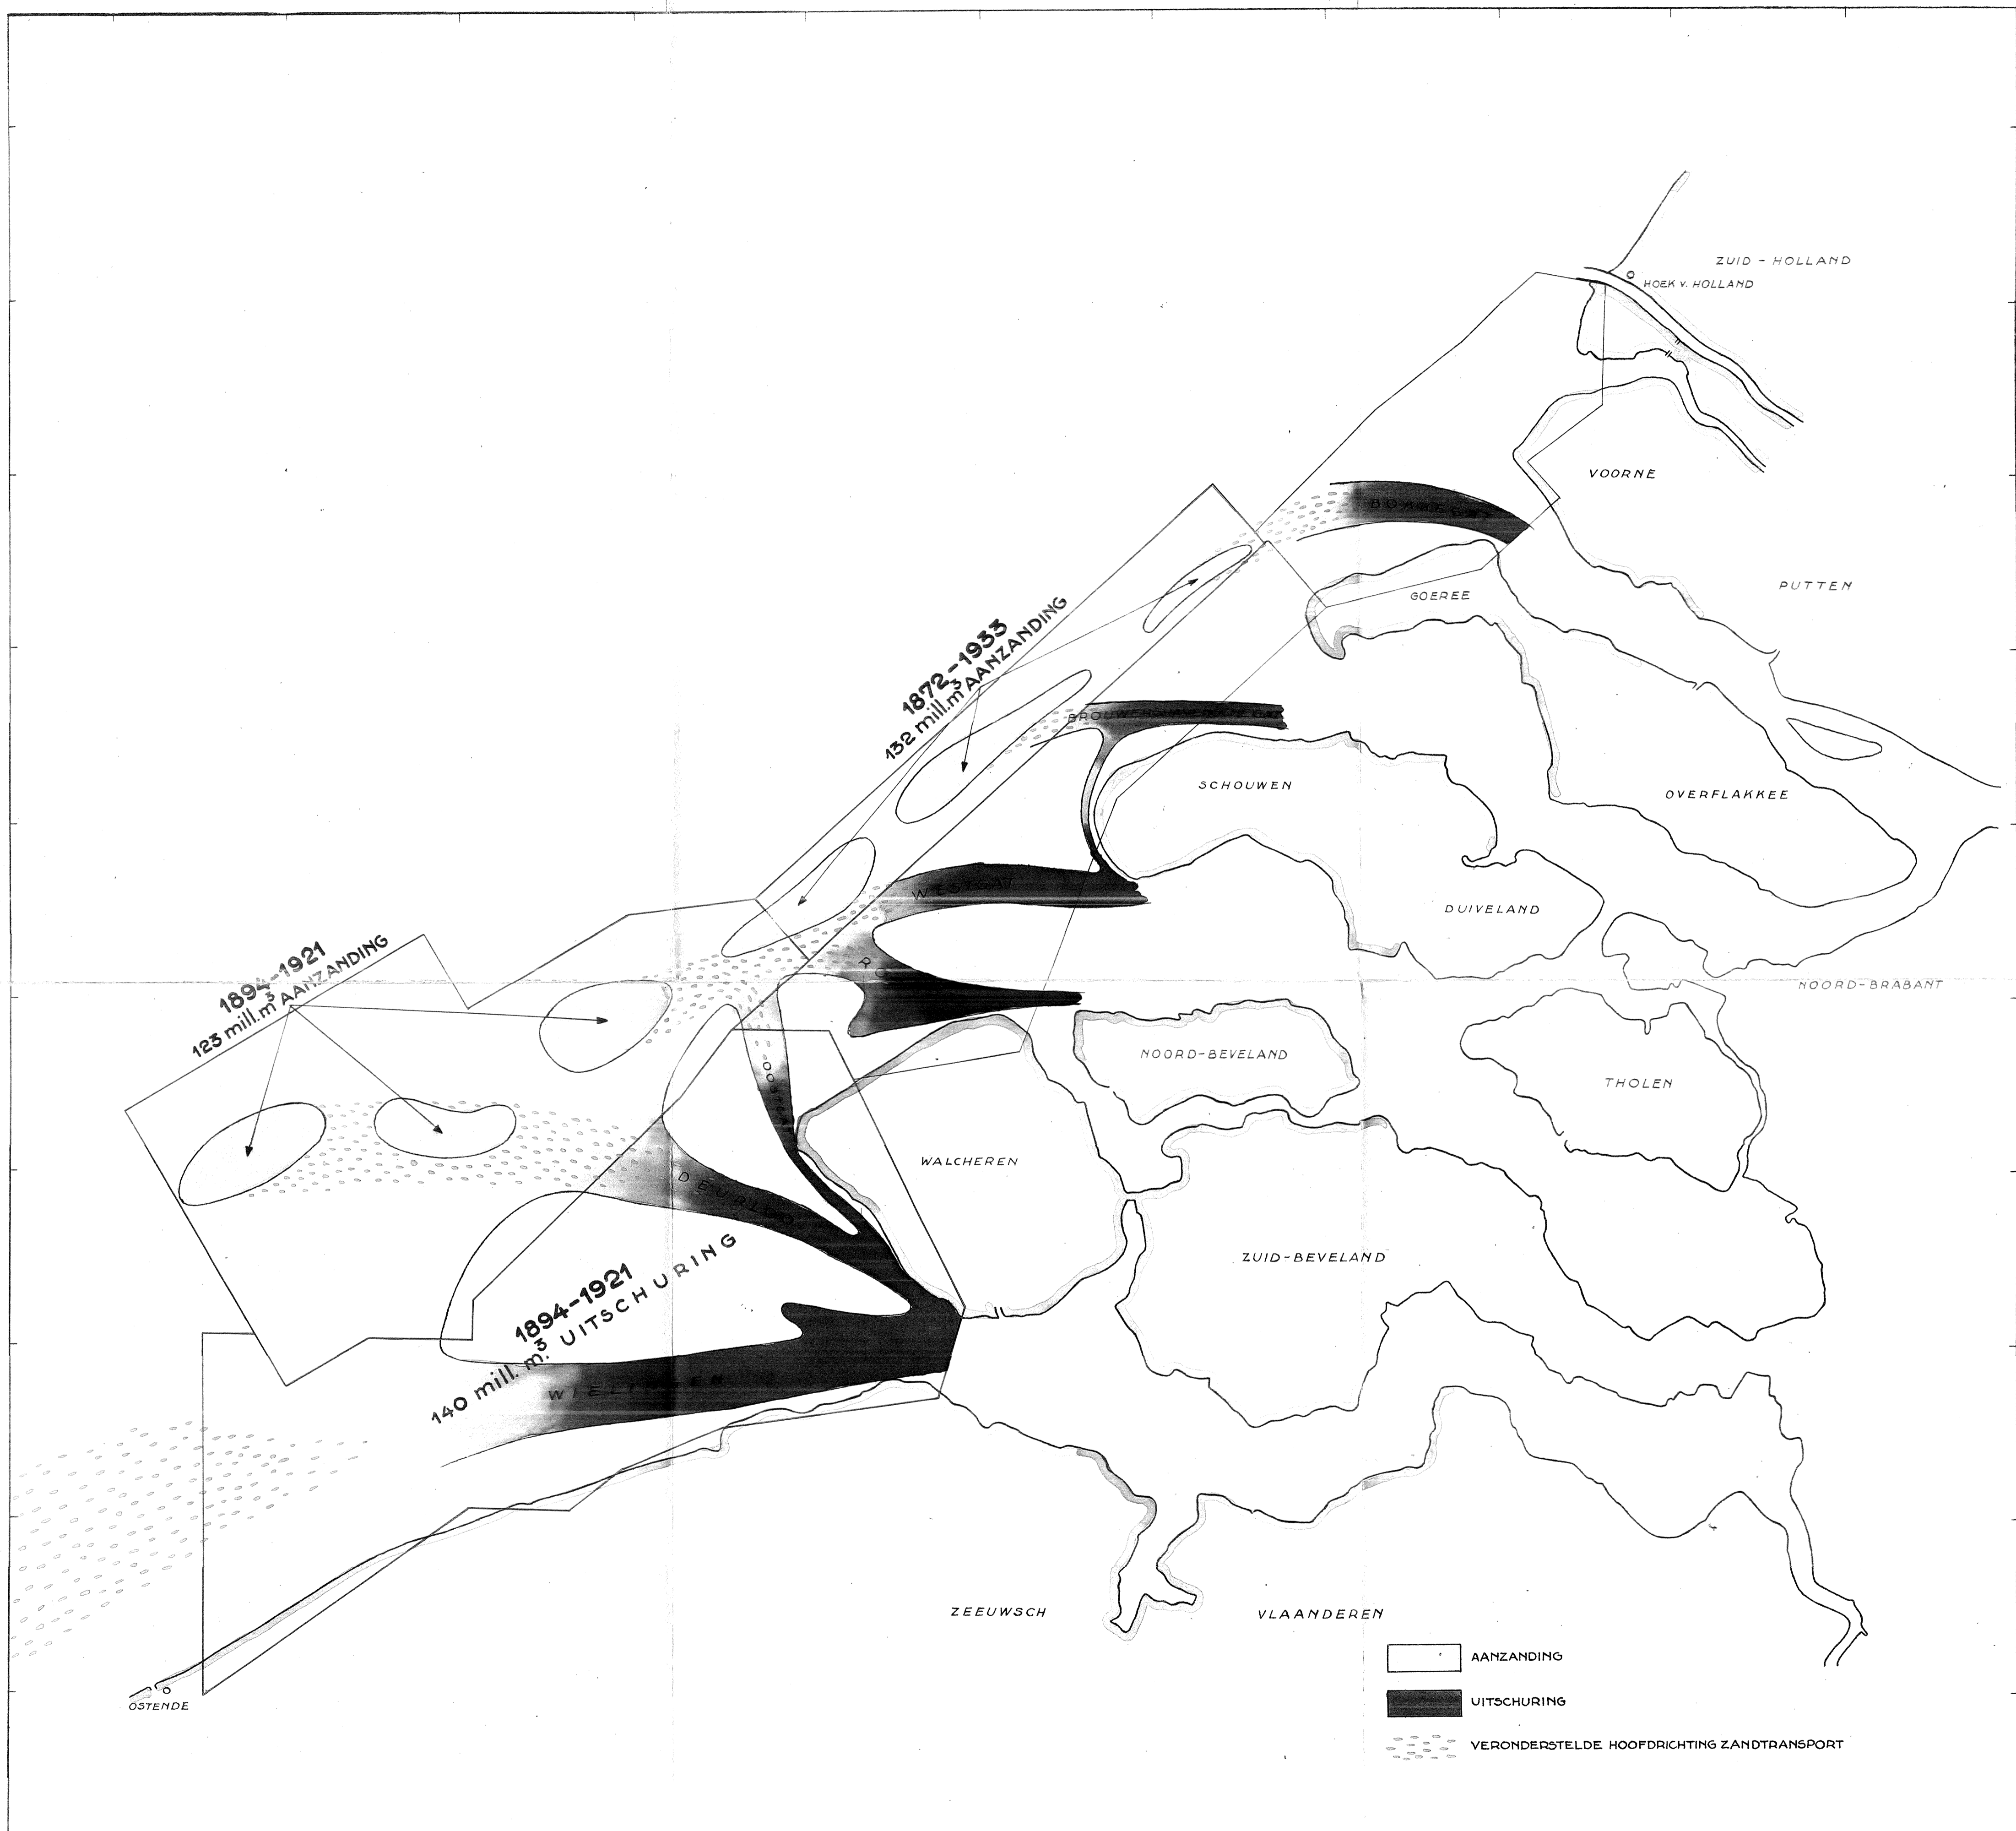 ZUID - HOLLAND
HOEK v. HOLLAND
VOORNE
PUTTEN
GOEREE
1872-1933
132 mill.m³ AANZANDING
SCHOUWEN
OVERFLAKKEE
WESTGAT
DUIVELAND
1894-1921
123 mill.m³ AANZANDING
NOORD-BRABANT
NOORD-BEVELAND
THOLEN
WALCHEREN
DEURLOO
ZUID-BEVELAND
1894-1921
140 mill. m³. UITSCHURING
WIELINGEN
ZEEUWSCH VLAANDEREN
OSTENDE
AANZANDING
UITSCHURING
VERONDERSTELDE HOOFDRICHTING ZANDTRANSPORT